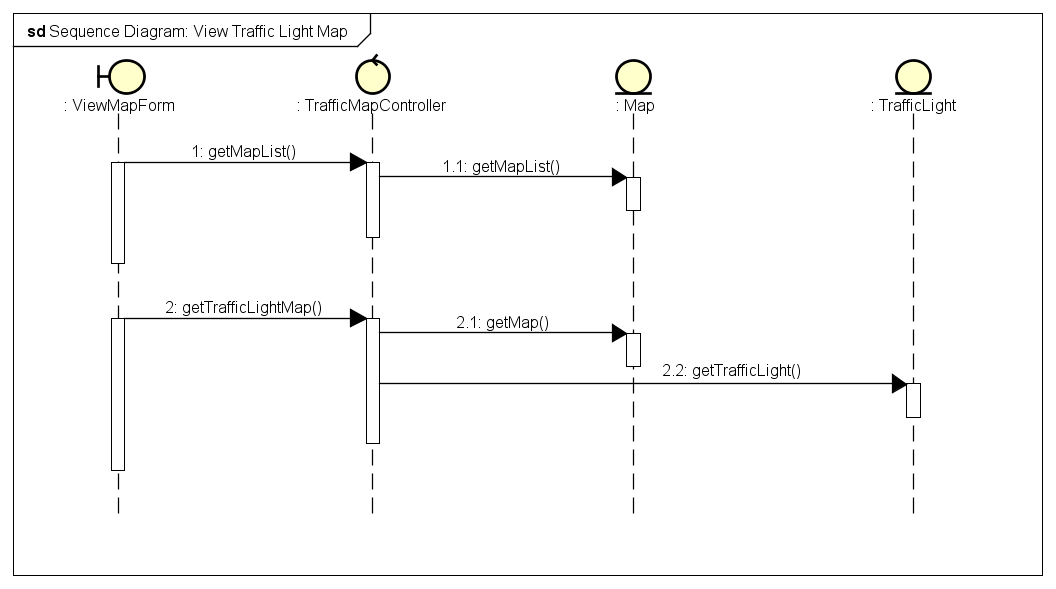 sd Sequence Diagram: View Traffic Light Map
: ViewMapForm
: TrafficMapController
: Map
: TrafficLight
1: getMapList()
1.1: getMapList()
2: getTrafficLightMap()
2.1: getMap()
2.2: getTrafficLight()